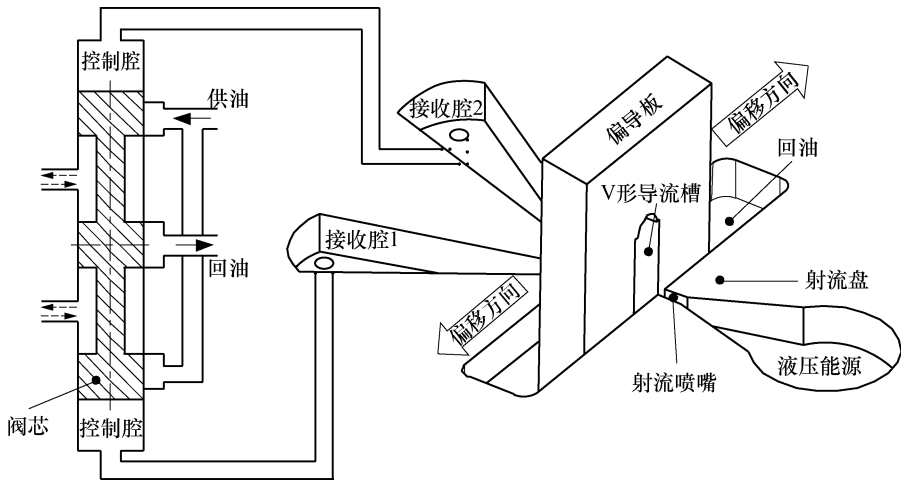 控制腔
供油
回油
阀芯
控制腔
接收腔2
接收腔1
偏导板
偏移方向
回油
V形导流槽
射流盘
偏移方向
射流喷嘴
液压能源